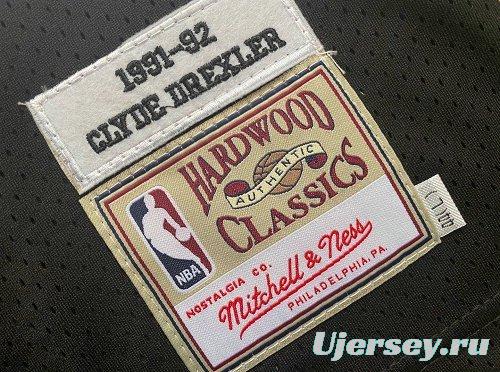 1991-92
CLYDE DREXLER
HARDWOOD
AUTHENTIC
CLASSICS
NBA
NOSTALGIA CO.
Mitchell & Ness
PHILADELPHIA, PA.
Ujersey.ru